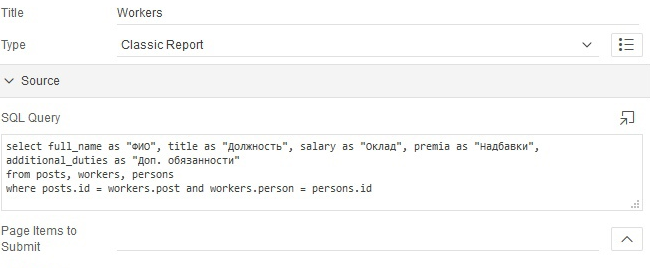 Title Workers
Type Classic Report
Source
SQL Query
select full_name as "ФИО", title as "Должность", salary as "Оклад", premia as "Надбавки",
additional_duties as "Доп. обязанности"
from posts, workers, persons
where posts.id = workers.post and workers.person = persons.id
Page Items to
Submit